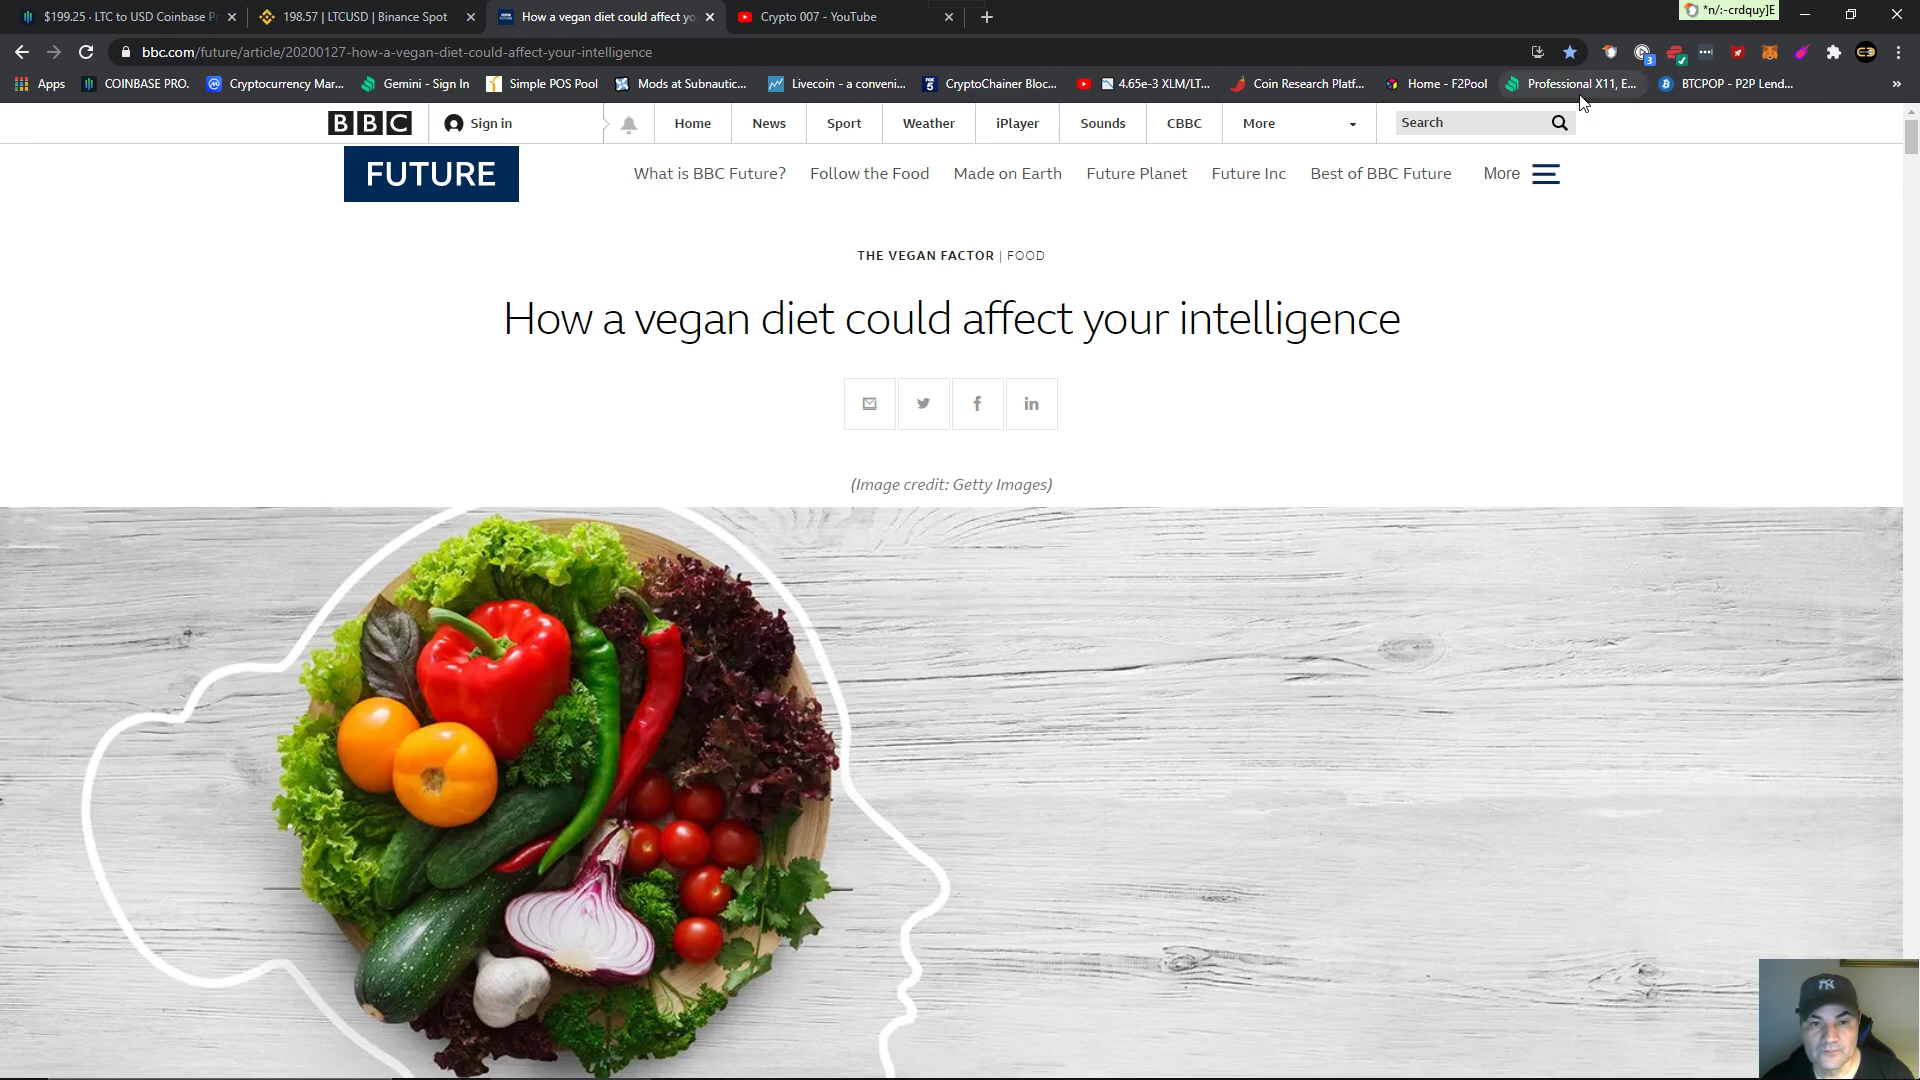 $199.25 · LTC to USD Coinbase Pr
198.57 | LTCUSD | Binance Spot
How a vegan diet could affect yo
Crypto 007 - YouTube
*n/:-crdquy]E
bbc.com/future/article/20200127-how-a-vegan-diet-could-affect-your-intelligence
3
Apps
COINBASE PRO.
Cryptocurrency Mar...
Gemini - Sign In
Simple POS Pool
Mods at Subnautic...
Livecoin - a conveni...
CryptoChainer Bloc...
4.65e-3 XLM/LT...
Coin Research Platf...
Home - F2Pool
Professional X11, E...
BTCPOP - P2P Lend...
»
BBC
Sign in
Home
News
Sport
Weather
iPlayer
Sounds
CBBC
More
Search
FUTURE
What is BBC Future?
Follow the Food
Made on Earth
Future Planet
Future Inc
Best of BBC Future
More
THE VEGAN FACTOR | FOOD
How a vegan diet could affect your intelligence
(Image credit: Getty Images)